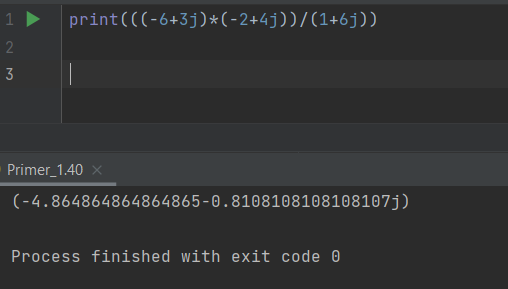 1 print(((-6+3j)*(-2+4j))/(1+6j))
2
3
Primer_1.40 ×
(-4.864864864864865-0.8108108108108107j)
Process finished with exit code 0